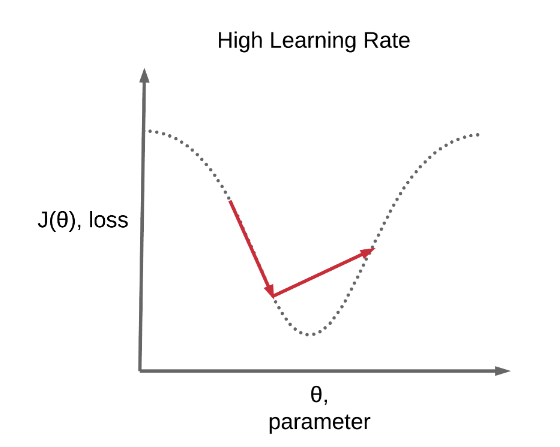 High Learning Rate
J(θ), loss
θ,
parameter